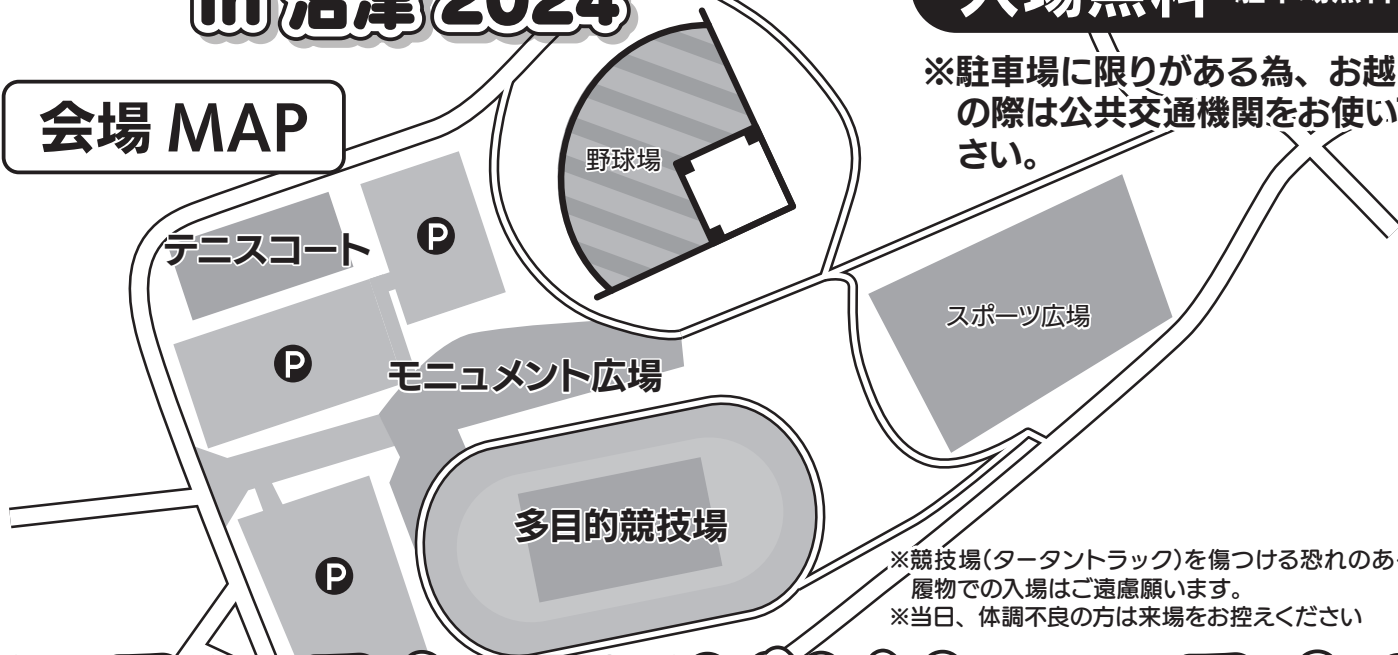 in 沼津 2024
入場無料
会場 MAP
※駐車場に限りがある為、お越
の際は公共交通機関をお使い
さい。
野球場
テニスコート
P
スポーツ広場
P
モニュメント広場
多目的競技場
P
※競技場(タータントラック)を傷つける恐れのあ
履物での入場はご遠慮願います。
※当日、体調不良の方は来場をお控えください